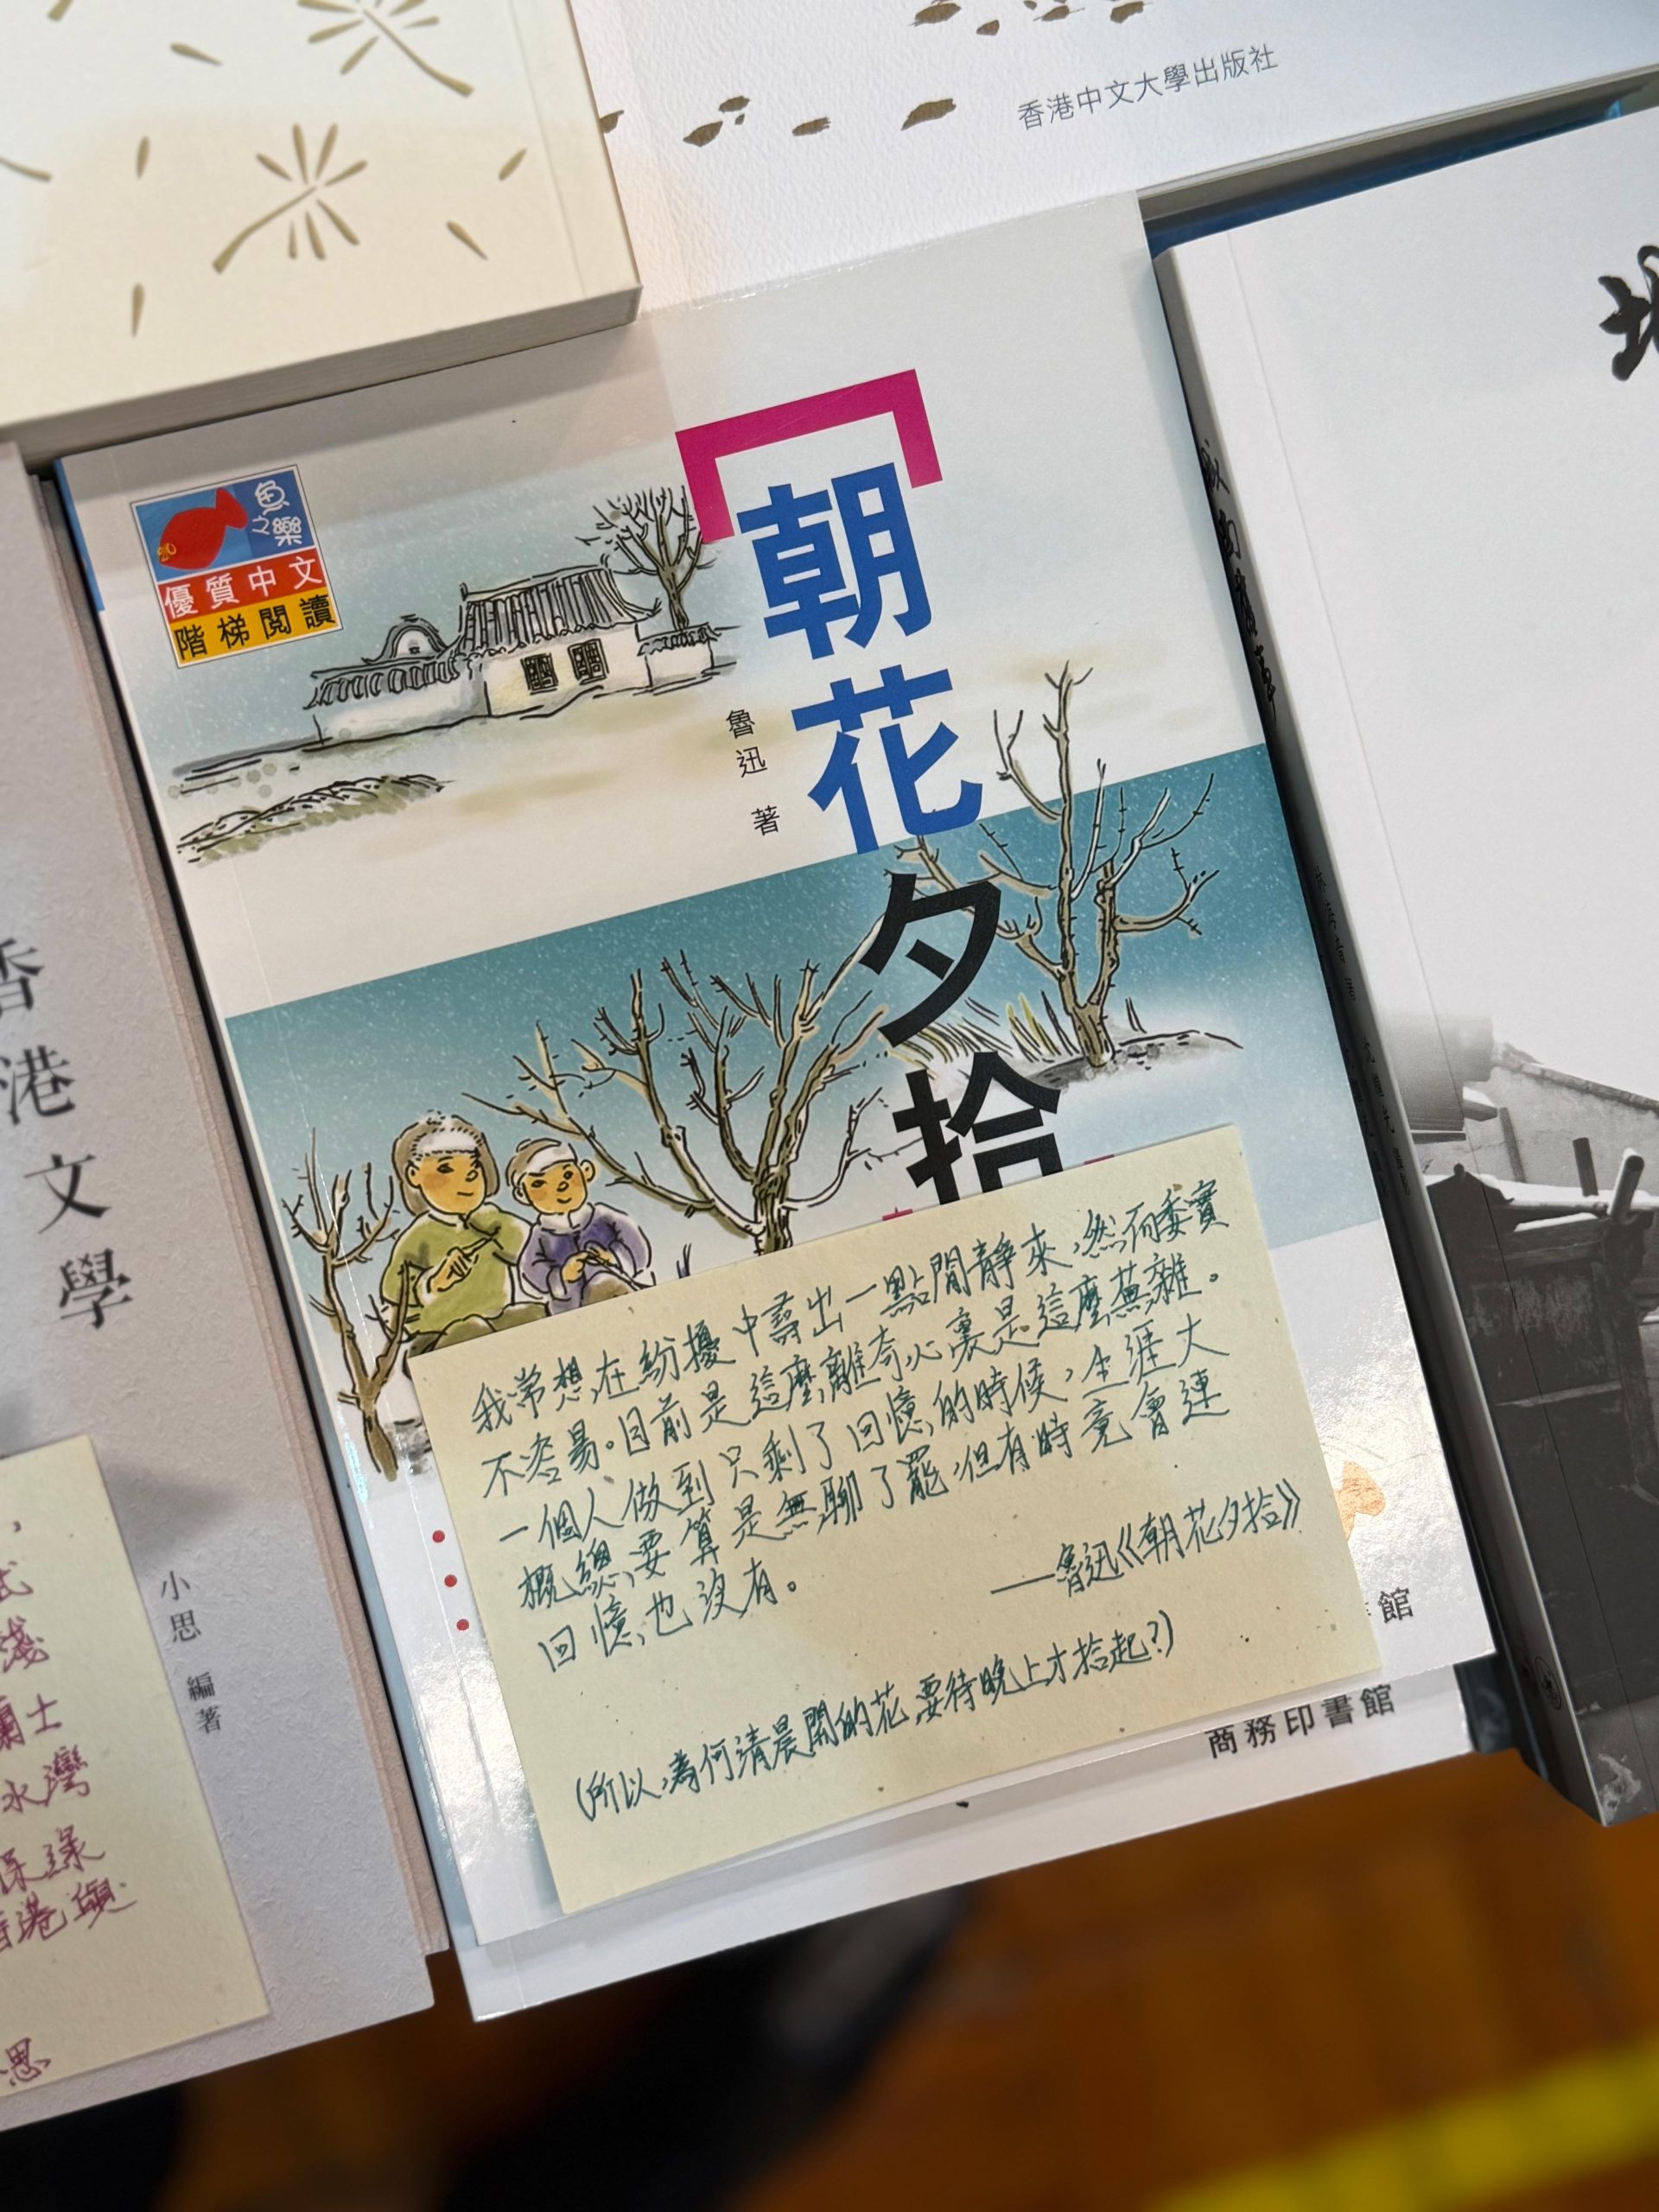 香港中文大學出版社
魚之樂
優質中文
階梯閱讀
朝花夕拾
魯迅 著
我常想在紛擾中尋出一點閒靜來，然而委實
不容易。目前是這麼離奇，心裏是這麼蕪雜。
一個人做到只剩了回憶的時候，生涯大
概總要算是無聊了罷，但有時竟會連
回憶也沒有。
——魯迅《朝花夕拾》
（所以，為何清晨開的花，要待晚上才拾起？）
館
商務印書館
香港文學
小思 編著
水灣
思
地